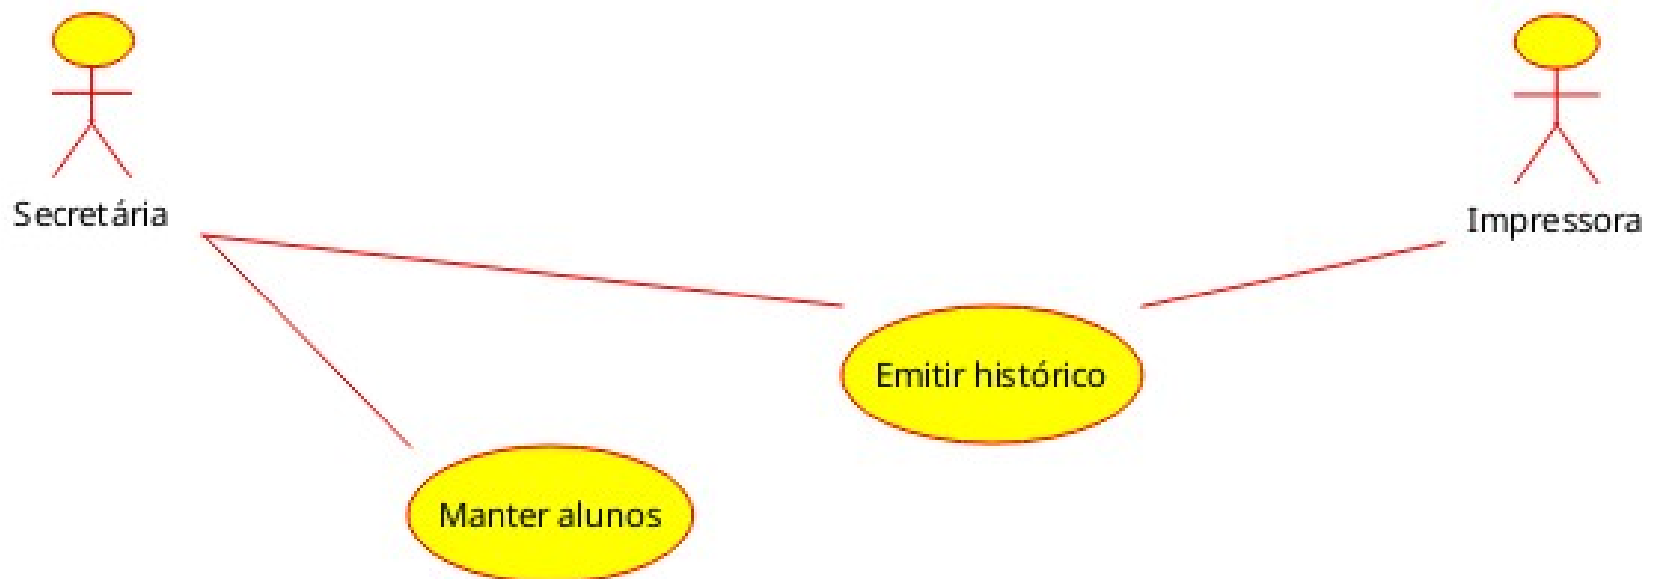 Secretária
Impressora
Emitir histórico
Manter alunos